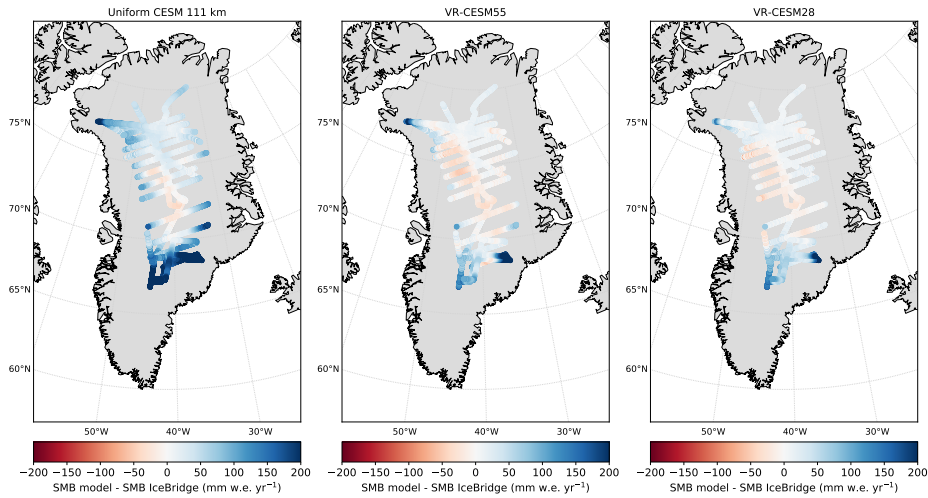 Uniform CESM 111 km
VR-CESM55
VR-CESM28
75°N
70°N
65°N
60°N
50°W 40°W 30°W
75°N
70°N
65°N
60°N
50°W 40°W 30°W
75°N
70°N
65°N
60°N
50°W 40°W 30°W
−200 −150 −100 −50 0 50 100 150 200
SMB model - SMB IceBridge (mm w.e. yr⁻¹)
−200 −150 −100 −50 0 50 100 150 200
SMB model - SMB IceBridge (mm w.e. yr⁻¹)
−200 −150 −100 −50 0 50 100 150 200
SMB model - SMB IceBridge (mm w.e. yr⁻¹)